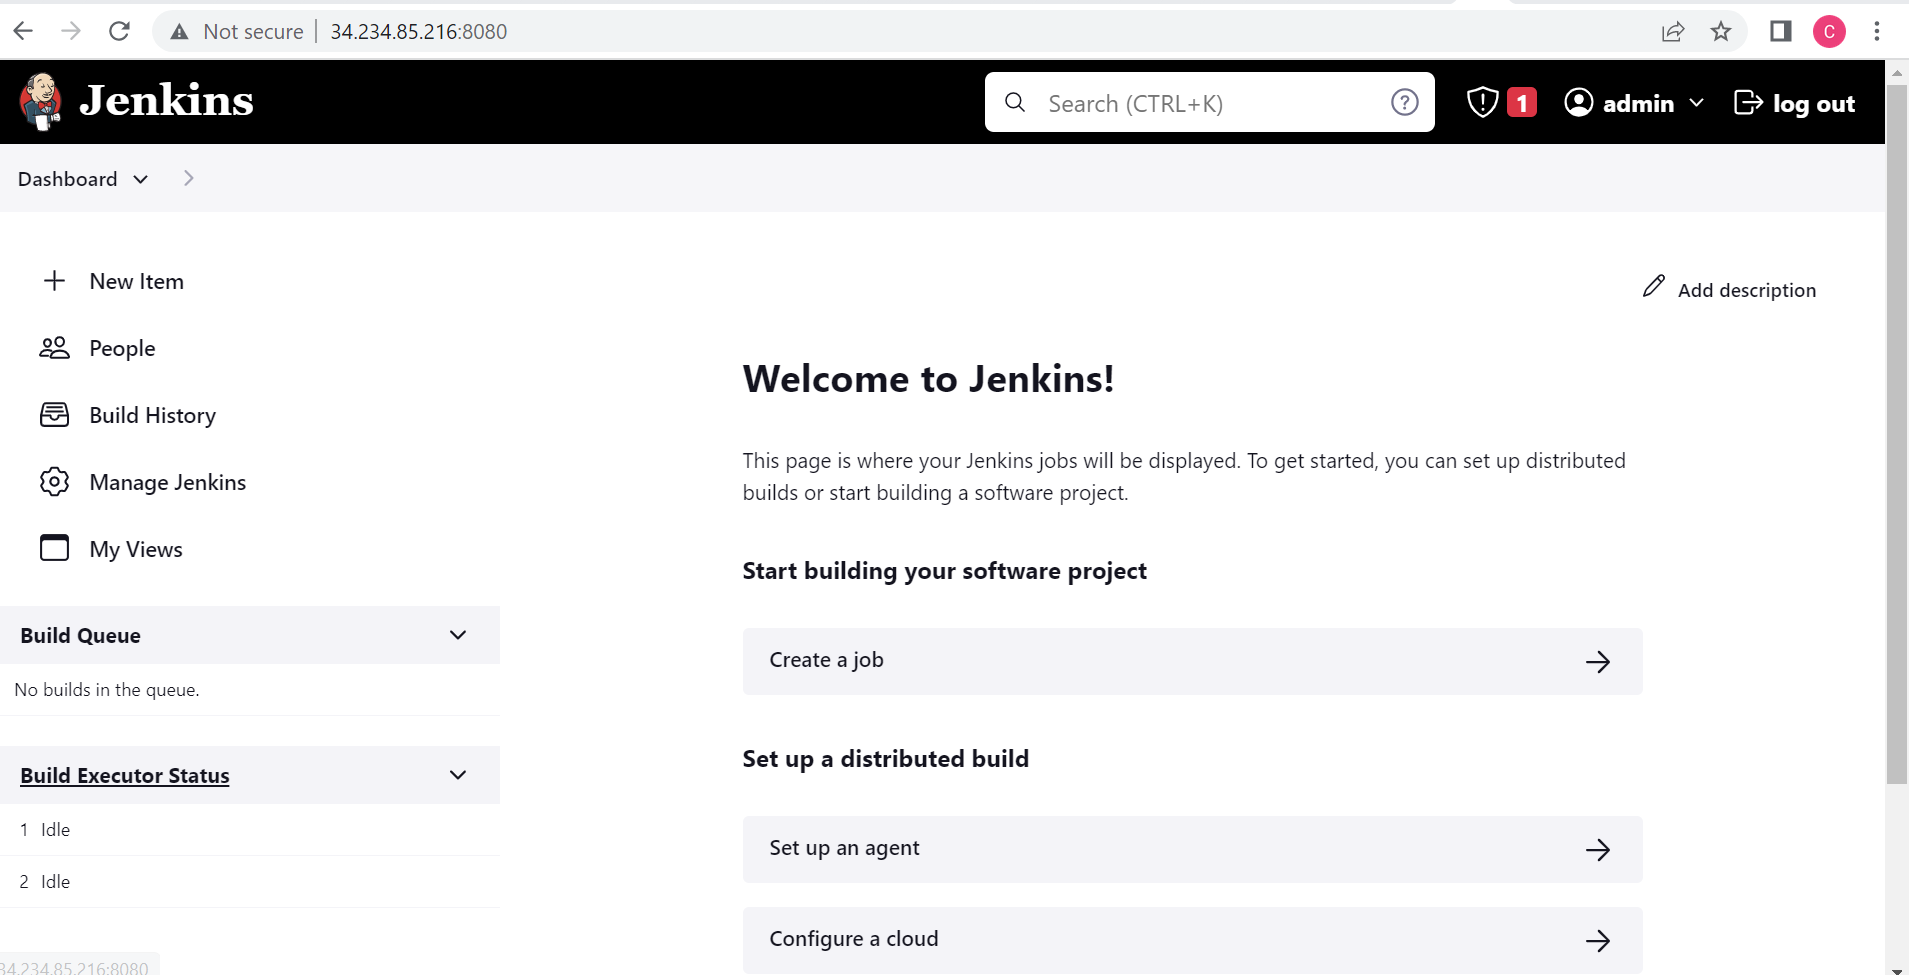 Not secure 34.234.85.216:8080 C
Jenkins Search (CTRL+K) ? 1 admin log out
Dashboard
New Item
Add description
People
Build History
Manage Jenkins
My Views
Build Queue
No builds in the queue.
Build Executor Status
1 Idle
2 Idle
Welcome to Jenkins!
This page is where your Jenkins jobs will be displayed. To get started, you can set up distributed
builds or start building a software project.
Start building your software project
Create a job
Set up a distributed build
Set up an agent
Configure a cloud
34.234.85.216:8080